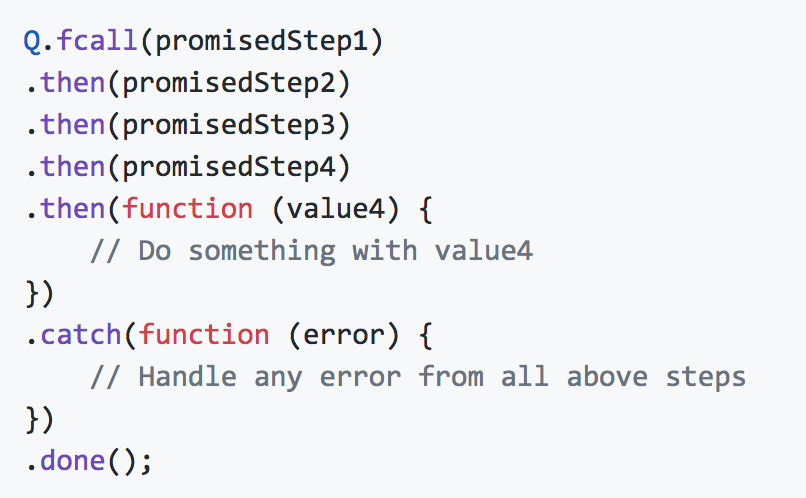 Q.fcall(promisedStep1)
.then(promisedStep2)
.then(promisedStep3)
.then(promisedStep4)
.then(function (value4) {
    // Do something with value4
})
.catch(function (error) {
    // Handle any error from all above steps
})
.done();